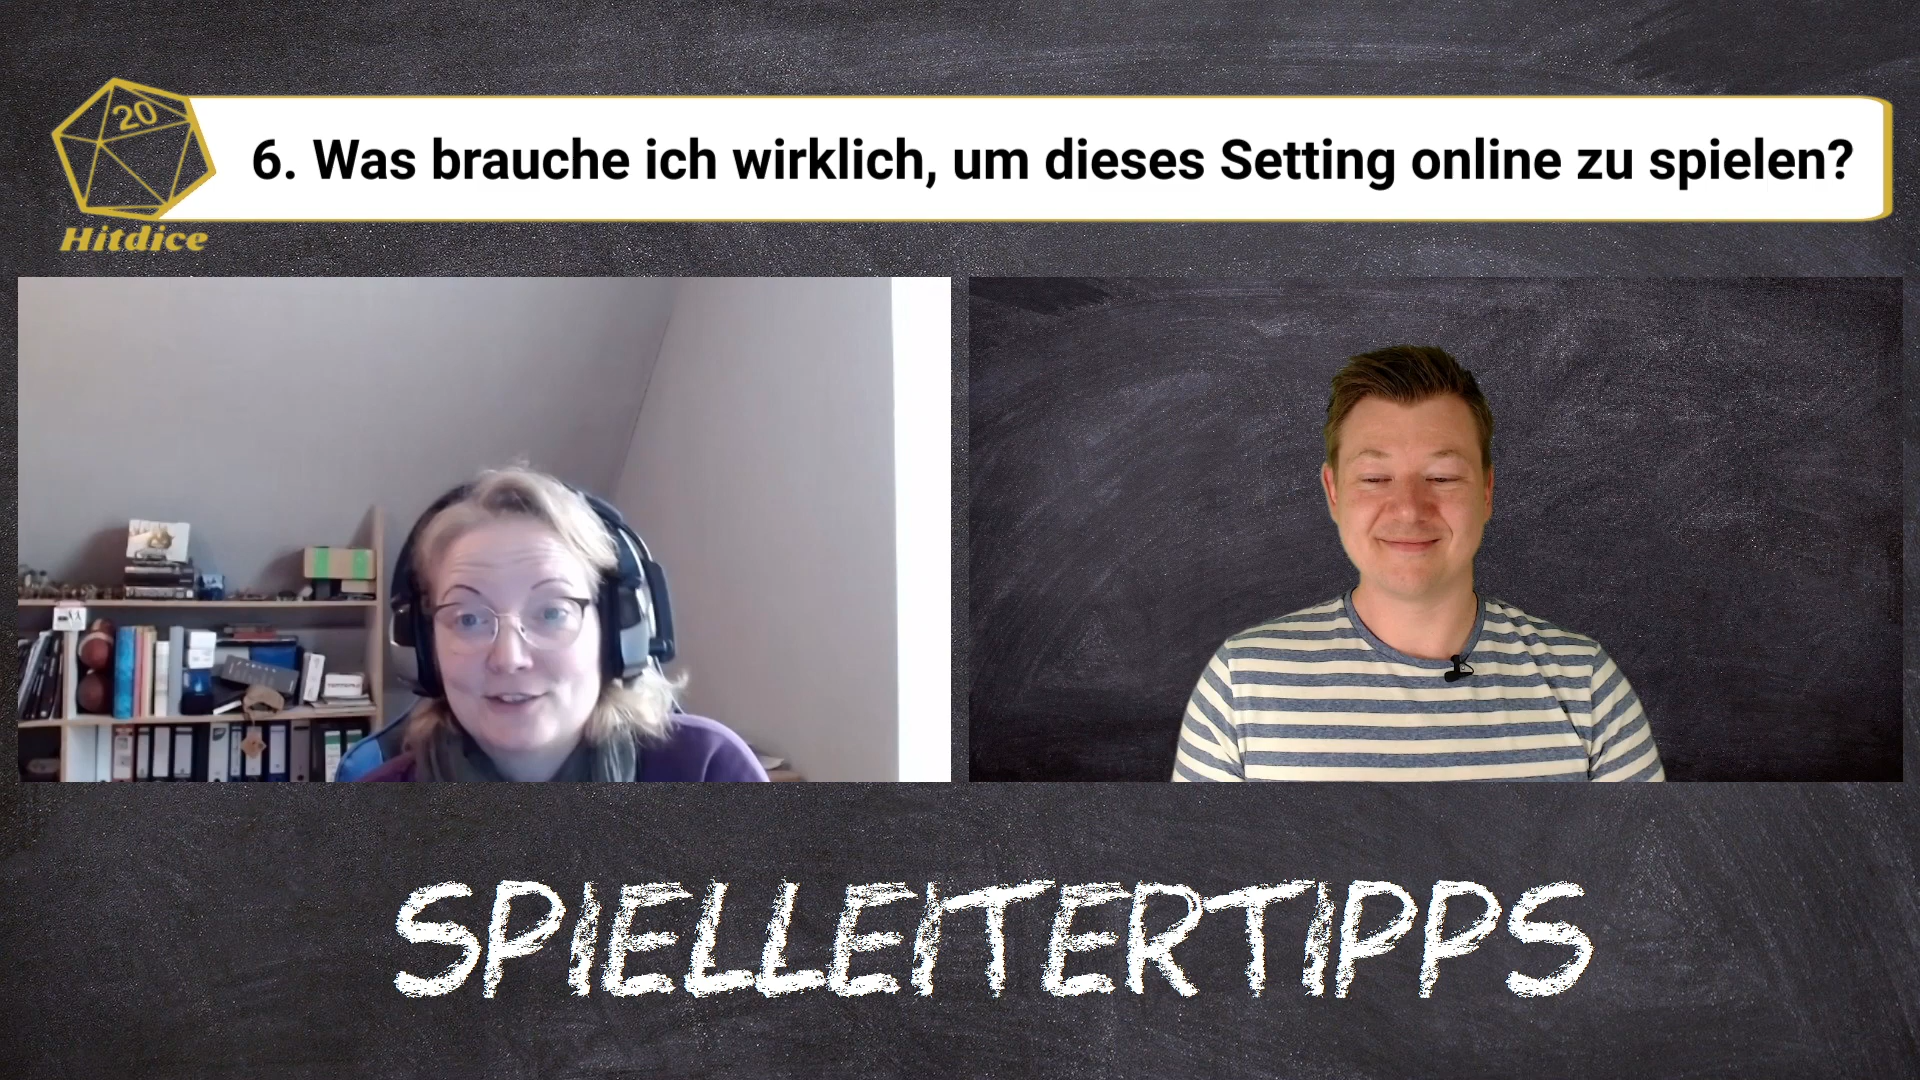 20
6. Was brauche ich wirklich, um dieses Setting online zu spielen?
Hitdice
SPIELLEITERTIPPS